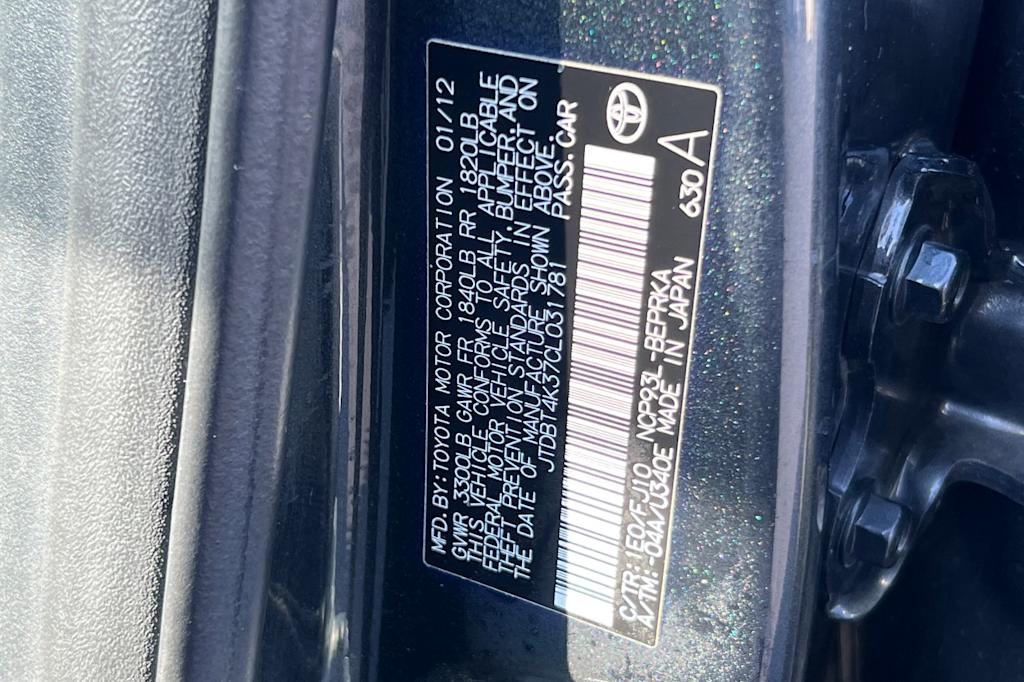 MFD. BY: TOYOTA MOTOR CORPORATION 01/12
GVWR 3300LB GAWR FR 1840LB RR 1820LB
THIS VEHICLE CONFORMS TO ALL APPLICABLE
FEDERAL MOTOR VEHICLE SAFETY, BUMPER, AND
THEFT PREVENTION STANDARDS IN EFFECT ON
THE DATE OF MANUFACTURE SHOWN ABOVE.
JTDBT4K37CL031781 PASS. CAR
C/TR: 1E0/FJ10 NCP93L-BEPRKA 630 A
A/TM: -04A/U340E MADE IN JAPAN